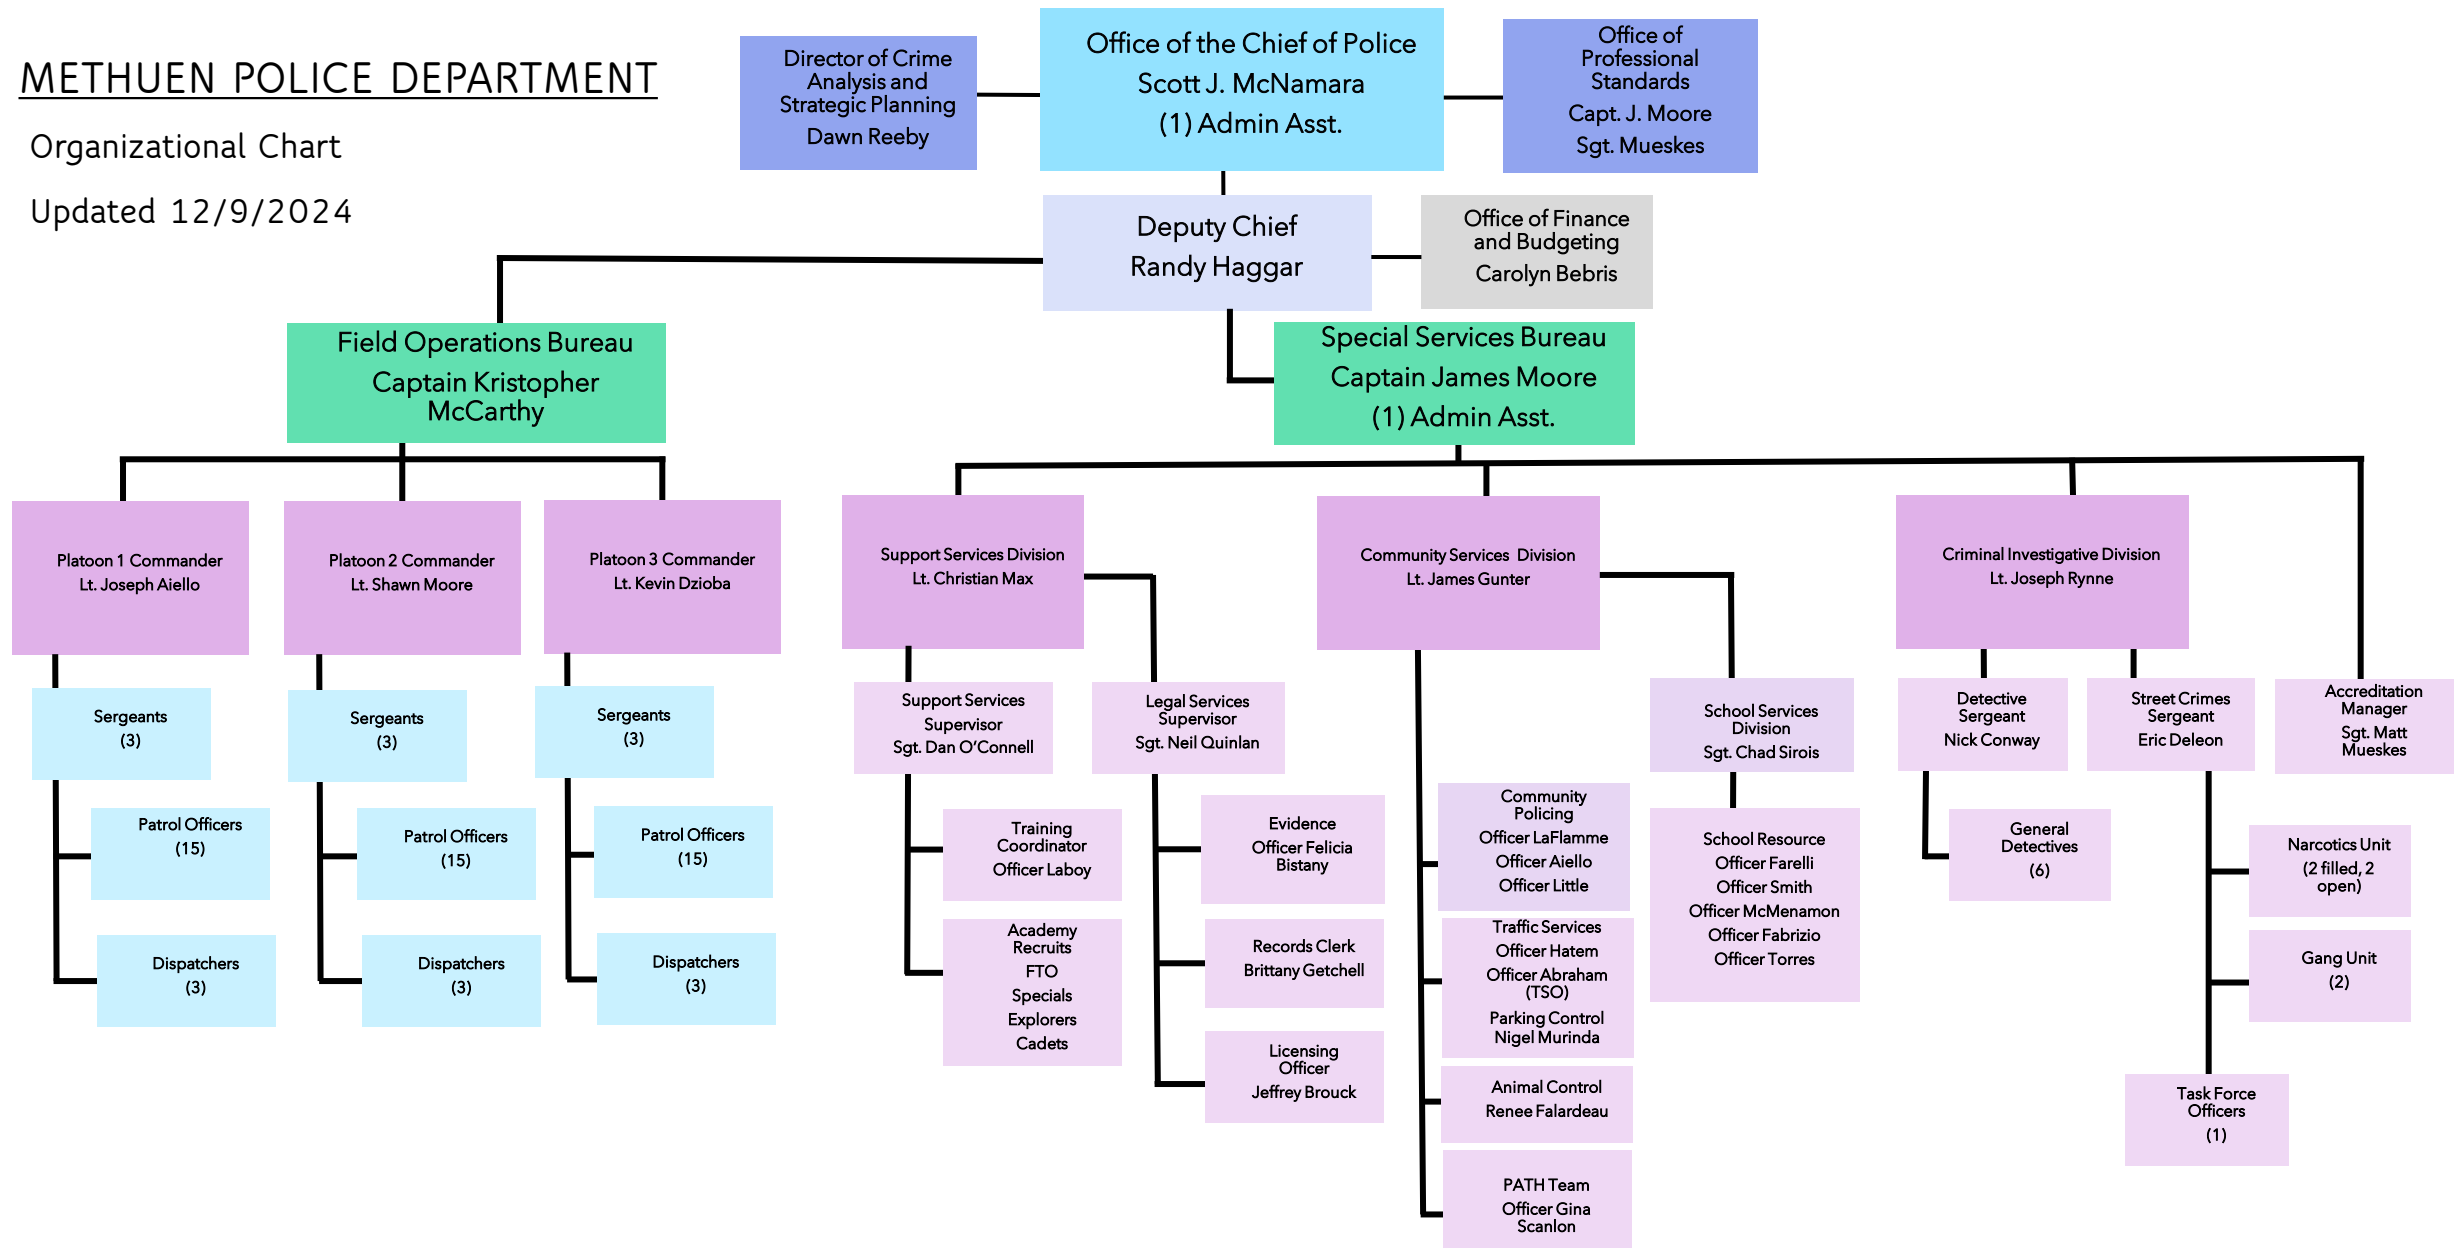 METHUEN POLICE DEPARTMENT
Organizational Chart
Updated 12/9/2024
Director of Crime
Analysis and
Strategic Planning
Dawn Reeby
Office of the Chief of Police
Scott J. McNamara
(1) Admin Asst.
Office of
Professional
Standards
Capt. J. Moore
Sgt. Mueskes
Deputy Chief
Randy Haggar
Office of Finance
and Budgeting
Carolyn Bebris
Field Operations Bureau
Captain Kristopher
McCarthy
Special Services Bureau
Captain James Moore
(1) Admin Asst.
Platoon 1 Commander
Lt. Joseph Aiello
Platoon 2 Commander
Lt. Shawn Moore
Platoon 3 Commander
Lt. Kevin Dzioba
Support Services Division
Lt. Christian Max
Community Services  Division
Lt. James Gunter
Criminal Investigative Division
Lt. Joseph Rynne
Sergeants
(3)
Patrol Officers
(15)
Dispatchers
(3)
Sergeants
(3)
Patrol Officers
(15)
Dispatchers
(3)
Sergeants
(3)
Patrol Officers
(15)
Dispatchers
(3)
Support Services
Supervisor
Sgt. Dan O’Connell
Training
Coordinator
Officer Laboy
Academy
Recruits
FTO
Specials
Explorers
Cadets
Legal Services
Supervisor
Sgt. Neil Quinlan
Evidence
Officer Felicia
Bistany
Records Clerk
Brittany Getchell
Licensing
Officer
Jeffrey Brouck
Community
Policing
Officer LaFlamme
Officer Aiello
Officer Little
Traffic Services
Officer Hatem
Officer Abraham
(TSO)
Parking Control
Nigel Murinda
Animal Control
Renee Falardeau
PATH Team
Officer Gina
Scanlon
School Services
Division
Sgt. Chad Sirois
School Resource
Officer Farelli
Officer Smith
Officer McMenamon
Officer Fabrizio
Officer Torres
Detective
Sergeant
Nick Conway
General
Detectives
(6)
Street Crimes
Sergeant
Eric Deleon
Narcotics Unit
(2 filled, 2
open)
Gang Unit
(2)
Task Force
Officers
(1)
Accreditation
Manager
Sgt. Matt
Mueskes